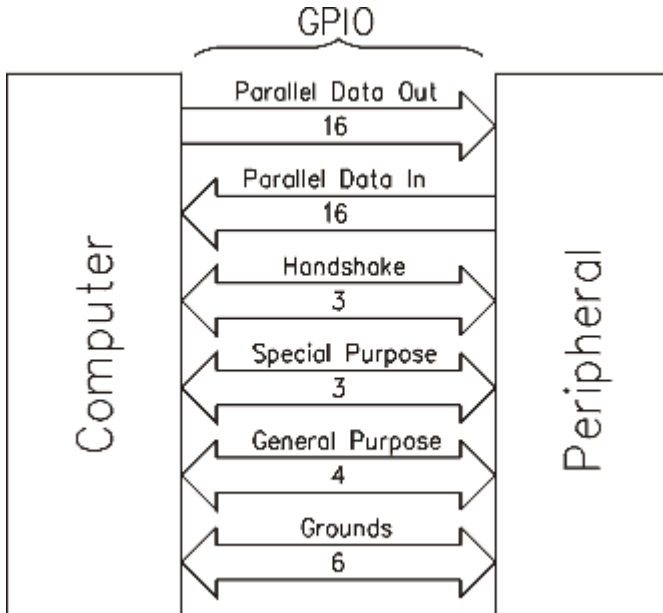 GPIO
Parallel Data Out
16
Parallel Data In
16
Handshake
3
Special Purpose
3
General Purpose
4
Grounds
6
Computer
Peripheral